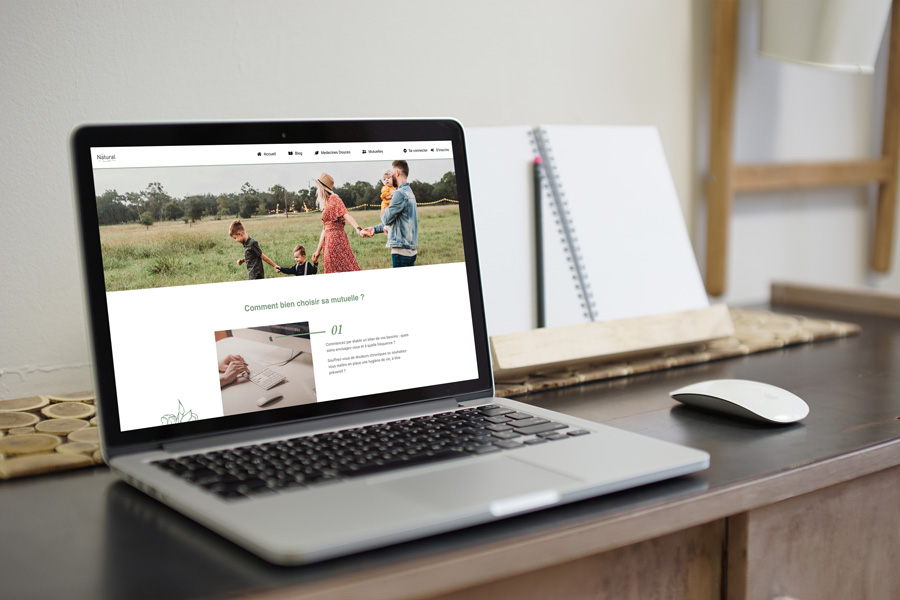 Natural
Accueil Blog Médecines Douces Mutuelles Se connecter S'inscrire
Comment bien choisir sa mutuelle ?
01
Commencez par établir un bilan de vos besoins : quels
soins envisagez-vous et à quelle fréquence ?
Souffrez-vous de douleurs chroniques ou souhaitez-
vous mettre en place une hygiène de vie, à titre
préventif ?